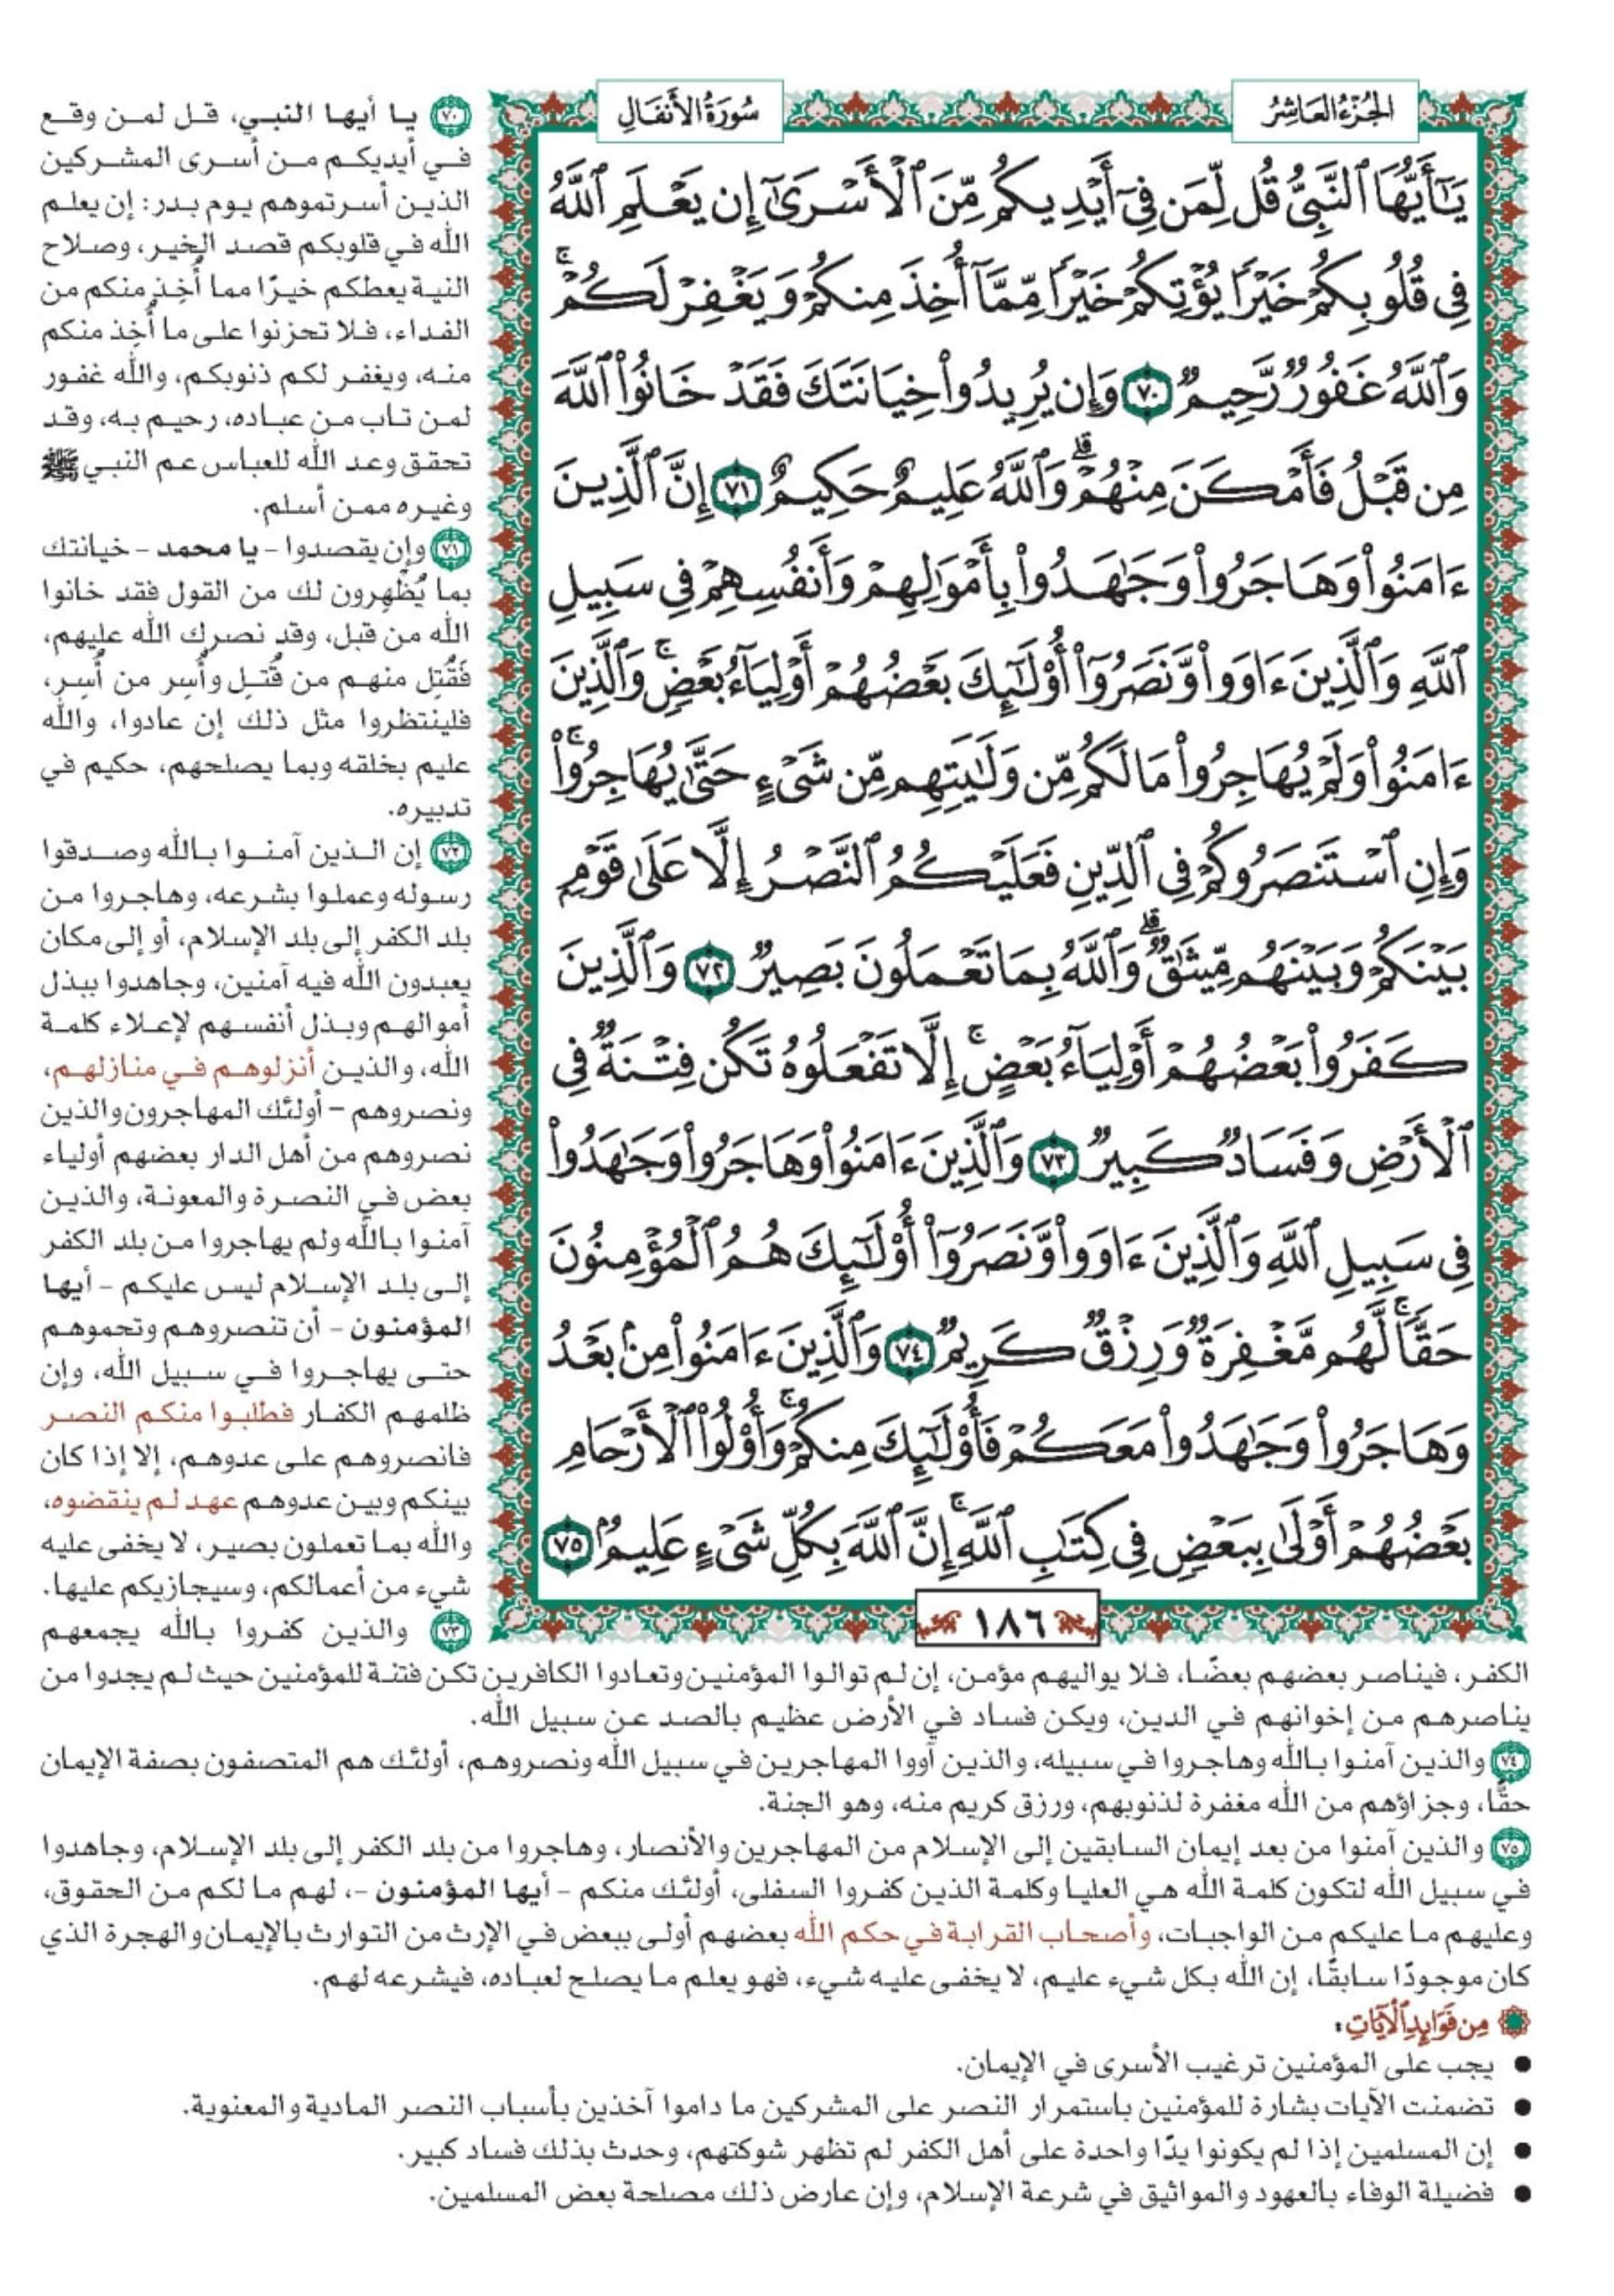 الجُزْءُ العَاشِرُ
سُورَةُ الأَنفَالِ
يَٰٓأَيُّهَا ٱلنَّبِيُّ قُل لِّمَن فِيٓ أَيۡدِيكُم مِّنَ ٱلۡأَسۡرَىٰٓ إِن يَعۡلَمِ ٱللَّهُ
فِي قُلُوبِكُمۡ خَيۡرٗا يُؤۡتِكُمۡ خَيۡرٗا مِّمَّآ أُخِذَ مِنكُمۡ وَيَغۡفِرۡ لَكُمۡۚ
وَٱللَّهُ غَفُورٞ رَّحِيمٞ ٧٠ وَإِن يُرِيدُواْ خِيَانَتَكَ فَقَدۡ خَانُواْ ٱللَّهَ
مِن قَبۡلُ فَأَمۡكَنَ مِنۡهُمۡۗ وَٱللَّهُ عَلِيمٌ حَكِيمٌ ٧١ إِنَّ ٱلَّذِينَ
ءَامَنُواْ وَهَاجَرُواْ وَجَٰهَدُواْ بِأَمۡوَٰلِهِمۡ وَأَنفُسِهِمۡ فِي سَبِيلِ
ٱللَّهِ وَٱلَّذِينَ ءَاوَواْ وَّنَصَرُوٓاْ أُوْلَٰٓئِكَ بَعۡضُهُمۡ أَوۡلِيَآءُ بَعۡضٖۚ وَٱلَّذِينَ
ءَامَنُواْ وَلَمۡ يُهَاجِرُواْ مَا لَكُم مِّن وَلَٰيَتِهِم مِّن شَيۡءٍ حَتَّىٰ يُهَاجِرُواْۚ
وَإِنِ ٱسۡتَنصَرُوكُمۡ فِي ٱلدِّينِ فَعَلَيۡكُمُ ٱلنَّصۡرُ إِلَّا عَلَىٰ قَوۡمِۭ
بَيۡنَكُمۡ وَبَيۡنَهُم مِّيثَٰقٞۗ وَٱللَّهُ بِمَا تَعۡمَلُونَ بَصِيرٞ ٧٢ وَٱلَّذِينَ
كَفَرُواْ بَعۡضُهُمۡ أَوۡلِيَآءُ بَعۡضٍۚ إِلَّا تَفۡعَلُوهُ تَكُن فِتۡنَةٞ فِي
ٱلۡأَرۡضِ وَفَسَادٞ كَبِيرٞ ٧٣ وَٱلَّذِينَ ءَامَنُواْ وَهَاجَرُواْ وَجَٰهَدُواْ
فِي سَبِيلِ ٱللَّهِ وَٱلَّذِينَ ءَاوَواْ وَّنَصَرُوٓاْ أُوْلَٰٓئِكَ هُمُ ٱلۡمُؤۡمِنُونَ
حَقّٗاۚ لَّهُم مَّغۡفِرَةٞ وَرِزۡقٞ كَرِيمٞ ٧٤ وَٱلَّذِينَ ءَامَنُواْ مِنۢ بَعۡدُ
وَهَاجَرُواْ وَجَٰهَدُواْ مَعَكُمۡ فَأُوْلَٰٓئِكَ مِنكُمۡۚ وَأُوْلُواْ ٱلۡأَرۡحَامِ
بَعۡضُهُمۡ أَوۡلَىٰ بِبَعۡضٖ فِي كِتَٰبِ ٱللَّهِۚ إِنَّ ٱللَّهَ بِكُلِّ شَيۡءٍ عَلِيمُۢ ٧٥
١٨٦
٧٠ يـا أيهـا النبـي، قـل لمـن وقـع
في أيديكم من أسرى المشركين
الذين أسرتموهم يوم بدر: إن يعلم
الله في قلوبكم قصد الخير، وصلاح
النية يعطكم خيرًا مما أُخِذ منكم من
الفداء، فلا تحزنوا على ما أُخِذ منكم
منه، ويغفر لكم ذنوبكم، والله غفور
لمن تاب من عباده، رحيم به، وقد
تحقق وعد الله للعباس عم النبي ﷺ
وغيره ممن أسلم.
٧١ وإن يقصدوا - يا محمد - خيانتك
بما يُظْهِرون لك من القول فقد خانوا
الله من قبل، وقد نصرك الله عليهم،
فَقُتِل منهم من قُتل وأُسِر من أُسِر،
فلينتظروا مثل ذلك إن عادوا، والله
عليم بخلقه وبما يصلحهم، حكيم في
تدبيره.
٧٢ إن الذين آمنوا بالله وصدقوا
رسوله وعملوا بشرعه، وهاجروا من
بلد الكفر إلى بلد الإسلام، أو إلى مكان
يعبدون الله فيه آمنين، وجاهدوا ببذل
أموالهم وبذل أنفسهم لإعلاء كلمة
الله، والذين أنزلوهم في منازلهم،
ونصروهم - أولئك المهاجرون والذين
نصروهم من أهل الدار بعضهم أولياء
بعض في النصرة والمعونة، والذين
آمنوا بالله ولم يهاجروا من بلد الكفر
إلى بلد الإسلام ليس عليكم - أيها
المؤمنون - أن تنصروهم وتحموهم
حتى يهاجروا في سبيل الله، وإن
ظلمهم الكفار فطلبوا منكم النصر
فانصروهم على عدوهم، إلا إذا كان
بينكم وبين عدوهم عهد لم ينقضوه،
والله بما تعملون بصير، لا يخفى عليه
شيء من أعمالكم، وسيجازيكم عليها.
٧٣ والذين كفروا بالله يجمعهم
الكفر، فيناصر بعضهم بعضًا، فلا يواليهم مؤمن، إن لم توالوا المؤمنين وتعادوا الكافرين تكن فتنة للمؤمنين حيث لم يجدوا من
يناصرهم من إخوانهم في الدين، ويكن فساد في الأرض عظيم بالصد عن سبيل الله.
٧٤ والذين آمنوا بالله وهاجروا في سبيله، والذين آووا المهاجرين في سبيل الله ونصروهم، أولئك هم المتصفون بصفة الإيمان
حقًّا، وجزاؤهم من الله مغفرة لذنوبهم، ورزق كريم منه، وهو الجنة.
٧٥ والذين آمنوا من بعد إيمان السابقين إلى الإسلام من المهاجرين والأنصار، وهاجروا من بلد الكفر إلى بلد الإسلام، وجاهدوا
في سبيل الله لتكون كلمة الله هي العليا وكلمة الذين كفروا السفلى، أولئك منكم - أيها المؤمنون -، لهم ما لكم من الحقوق،
وعليهم ما عليكم من الواجبات، وأصحاب القرابة في حكم الله بعضهم أولى ببعض في الإرث من التوارث بالإيمان والهجرة الذي
كان موجودًا سابقًا، إن الله بكل شيء عليم، لا يخفى عليه شيء، فهو يعلم ما يصلح لعباده، فيشرعه لهم.
مِن فَوَائِدِ الآيَاتِ:
• يجب على المؤمنين ترغيب الأسرى في الإيمان.
• تضمنت الآيات بشارة للمؤمنين باستمرار النصر على المشركين ما داموا آخذين بأسباب النصر المادية والمعنوية.
• إن المسلمين إذا لم يكونوا يدًا واحدة على أهل الكفر لم تظهر شوكتهم، وحدث بذلك فساد كبير.
• فضيلة الوفاء بالعهود والمواثيق في شرعة الإسلام، وإن عارض ذلك مصلحة بعض المسلمين.